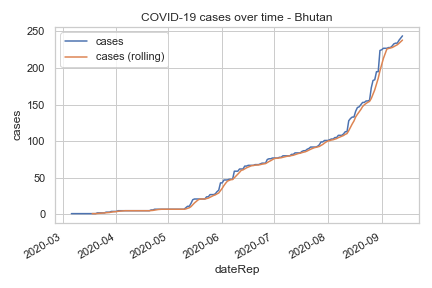 COVID-19 cases over time - Bhutan
cases
cases (rolling)
250
200
150
100
50
0
cases
2020-03
2020-04
2020-05
2020-06
2020-07
2020-08
2020-09
dateRep